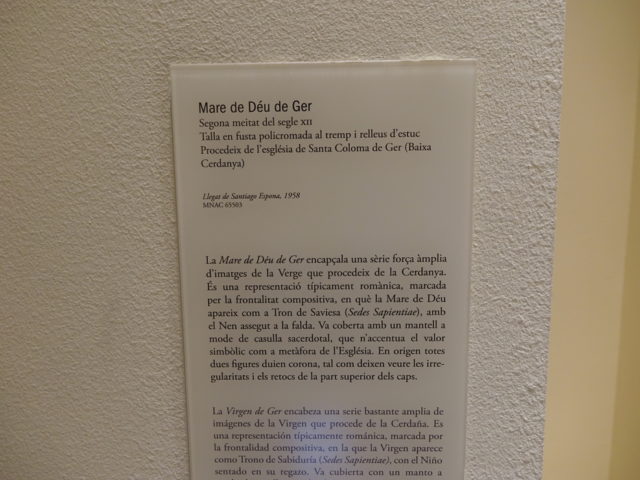 Mare de Déu de Ger
Segona meitat del segle XII
Talla en fusta policromada al tremp i relleus d'estuc
Procedeix de l'església de Santa Coloma de Ger (Baixa
Cerdanya)
Llegat de Santiago Espona, 1958
MNAC 65503
La Mare de Déu de Ger encapçala una sèrie força àmplia
d'imatges de la Verge que procedeix de la Cerdanya.
És una representació típicament romànica, marcada
per la frontalitat compositiva, en què la Mare de Déu
apareix com a Tron de Saviesa (Sedes Sapientiae), amb
el Nen assegut a la falda. Va coberta amb un mantell a
mode de casulla sacerdotal, que n'accentua el valor
simbòlic com a metàfora de l'Església. En origen totes
dues figures duien corona, tal com deixen veure les irre-
gularitats i els retocs de la part superior dels caps.
La Virgen de Ger encabeza una serie bastante amplia de
imágenes de la Virgen que procede de la Cerdaña. Es
una representación típicamente románica, marcada por
la frontalidad compositiva, en la que la Virgen aparece
como Trono de Sabiduría (Sedes Sapientiae), con el Niño
sentado en su regazo. Va cubierta con un manto a